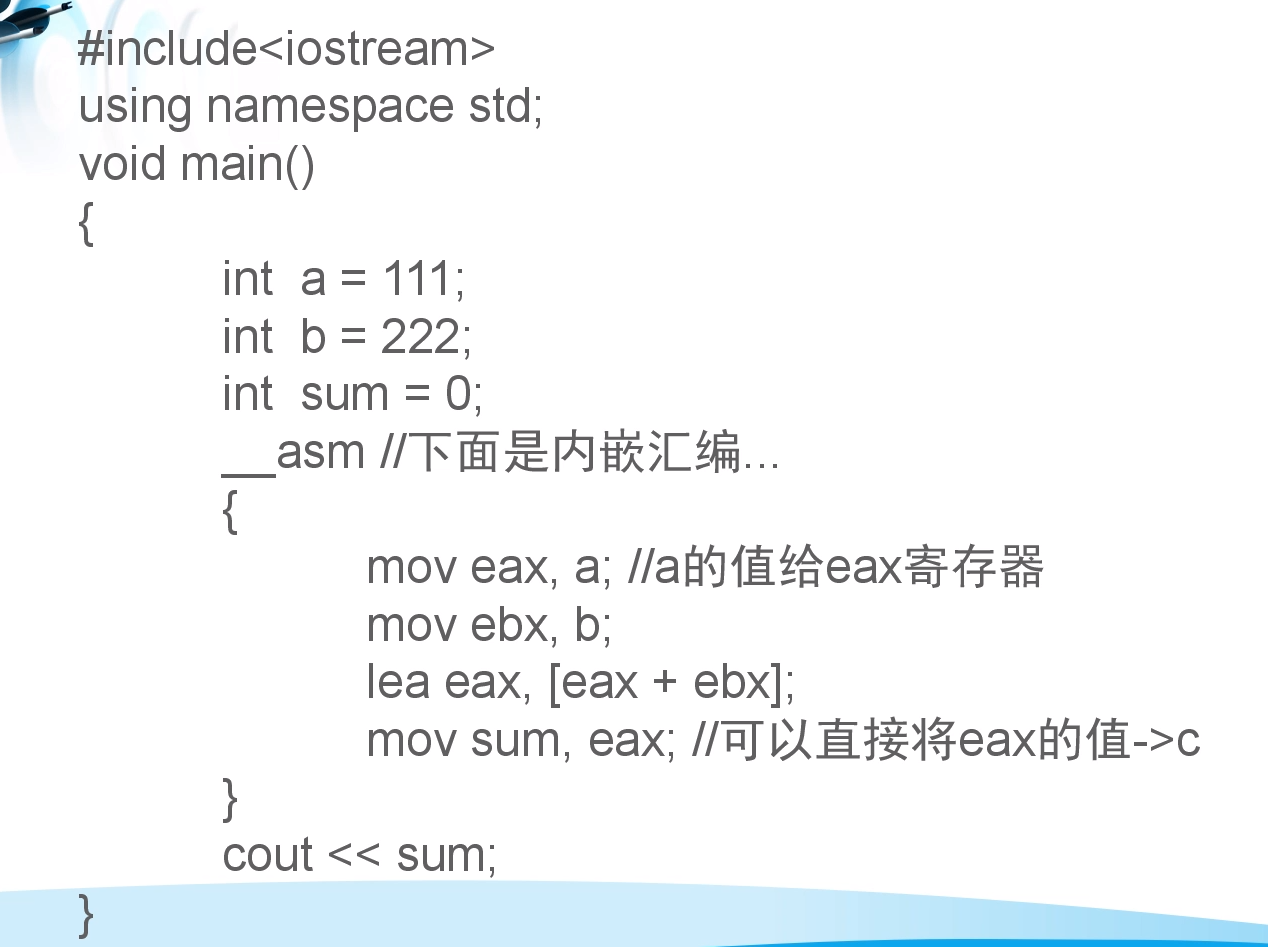 #include<iostream>
using namespace std;
void main()
{
int  a = 111;
int  b = 222;
int  sum = 0;
__asm //下面是内嵌汇编...
{
mov eax, a; //a的值给eax寄存器
mov ebx, b;
lea eax, [eax + ebx];
mov sum, eax; //可以直接将eax的值->c
}
cout << sum;
}